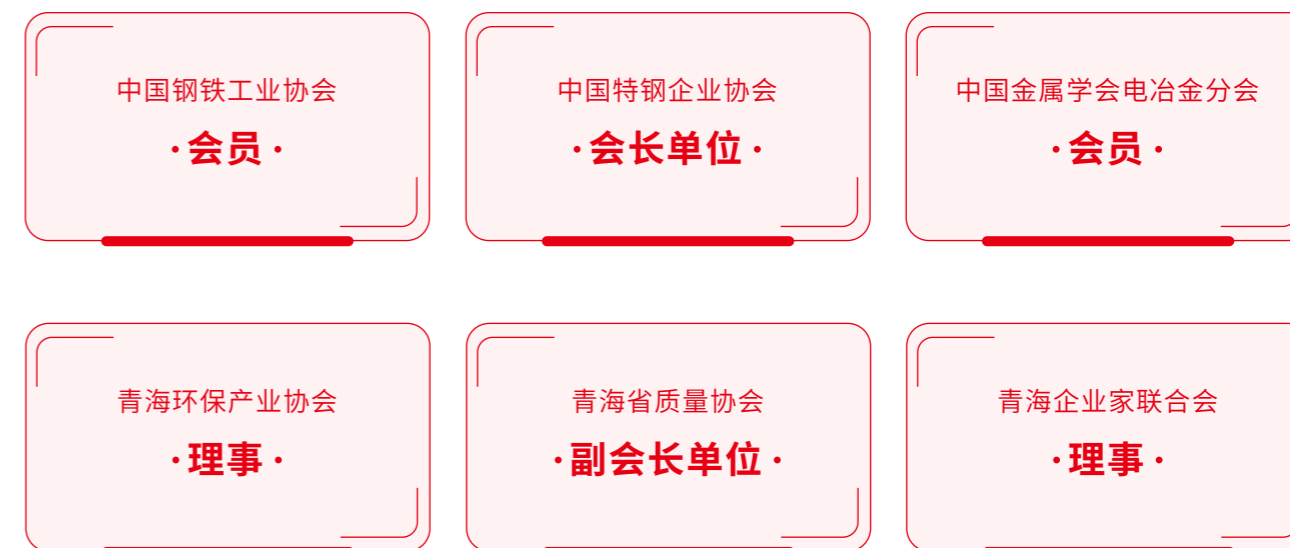 中国钢铁工业协会
·会员·
中国特钢企业协会
·会长单位·
中国金属学会电冶金分会
·会员·
青海环保产业协会
·理事·
青海省质量协会
·副会长单位·
青海企业家联合会
·理事·